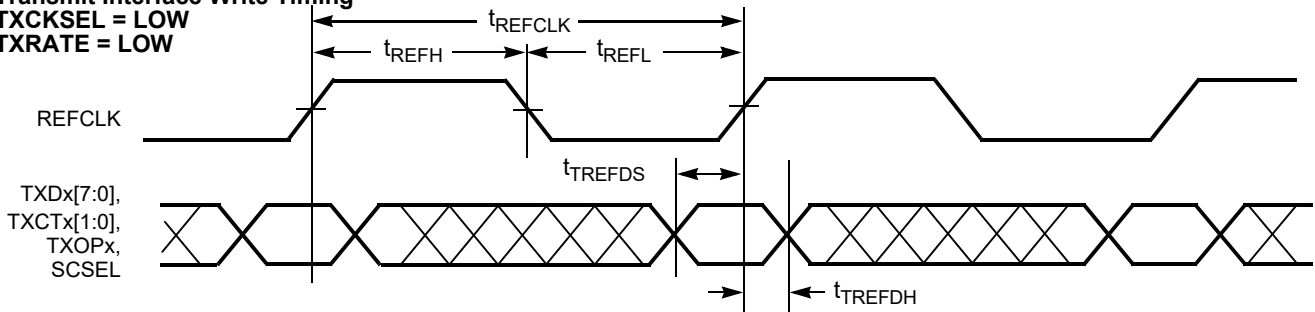 Transmit Interface Write Timing
TXCKSEL = LOW
TXRATE = LOW
tREFCLK
tREFH
tREFL
REFCLK
tTREFDS
TXDx[7:0],
TXCTx[1:0],
TXOPx,
SCSEL
tTREFDH